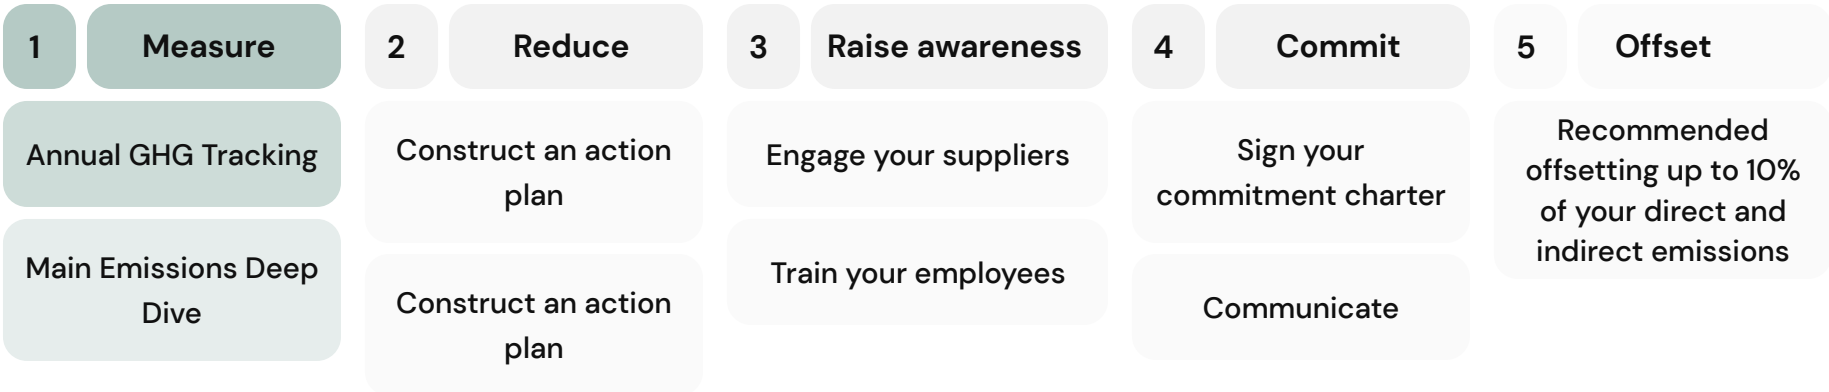 1 Measure
Annual GHG Tracking
Main Emissions Deep
Dive
2 Reduce
Construct an action
plan
Construct an action
plan
3 Raise awareness
Engage your suppliers
Train your employees
4 Commit
Sign your
commitment charter
Communicate
5 Offset
Recommended
offsetting up to 10%
of your direct and
indirect emissions